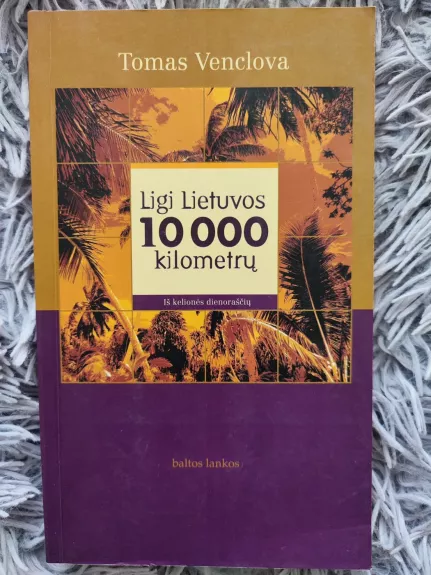 Tomas Venclova
Ligi Lietuvos
10 000
kilometrų
Iš kelionės dienoraščių
baltos lankos